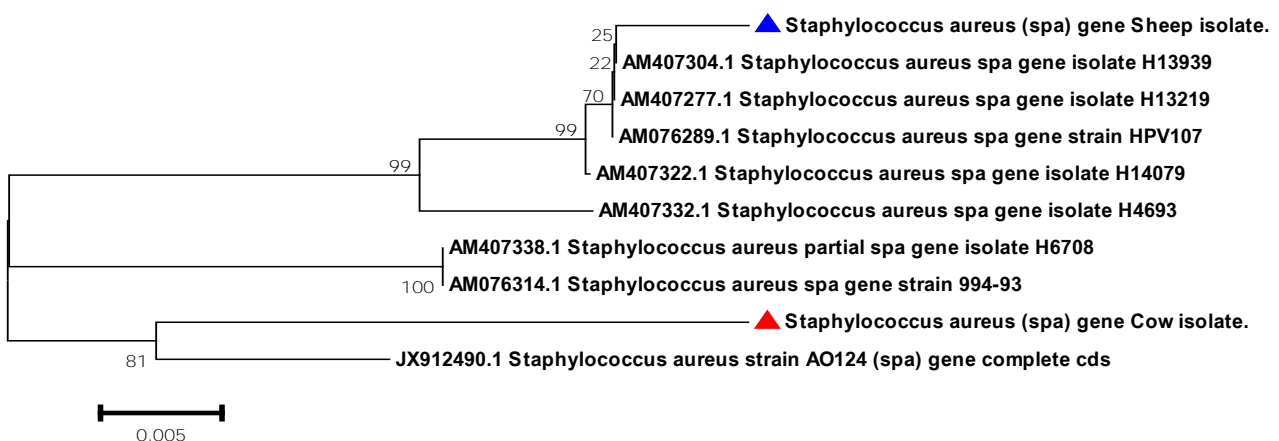 Staphylococcus aureus (spa) gene Sheep isolate.
25
AM407304.1 Staphylococcus aureus spa gene isolate H13939
22
AM407277.1 Staphylococcus aureus spa gene isolate H13219
70
AM076289.1 Staphylococcus aureus spa gene strain HPV107
99
AM407322.1 Staphylococcus aureus spa gene isolate H14079
99
AM407332.1 Staphylococcus aureus spa gene isolate H4693
AM407338.1 Staphylococcus aureus partial spa gene isolate H6708
AM076314.1 Staphylococcus aureus spa gene strain 994-93
100
Staphylococcus aureus (spa) gene Cow isolate.
JX912490.1 Staphylococcus aureus strain AO124 (spa) gene complete cds
81
0.005